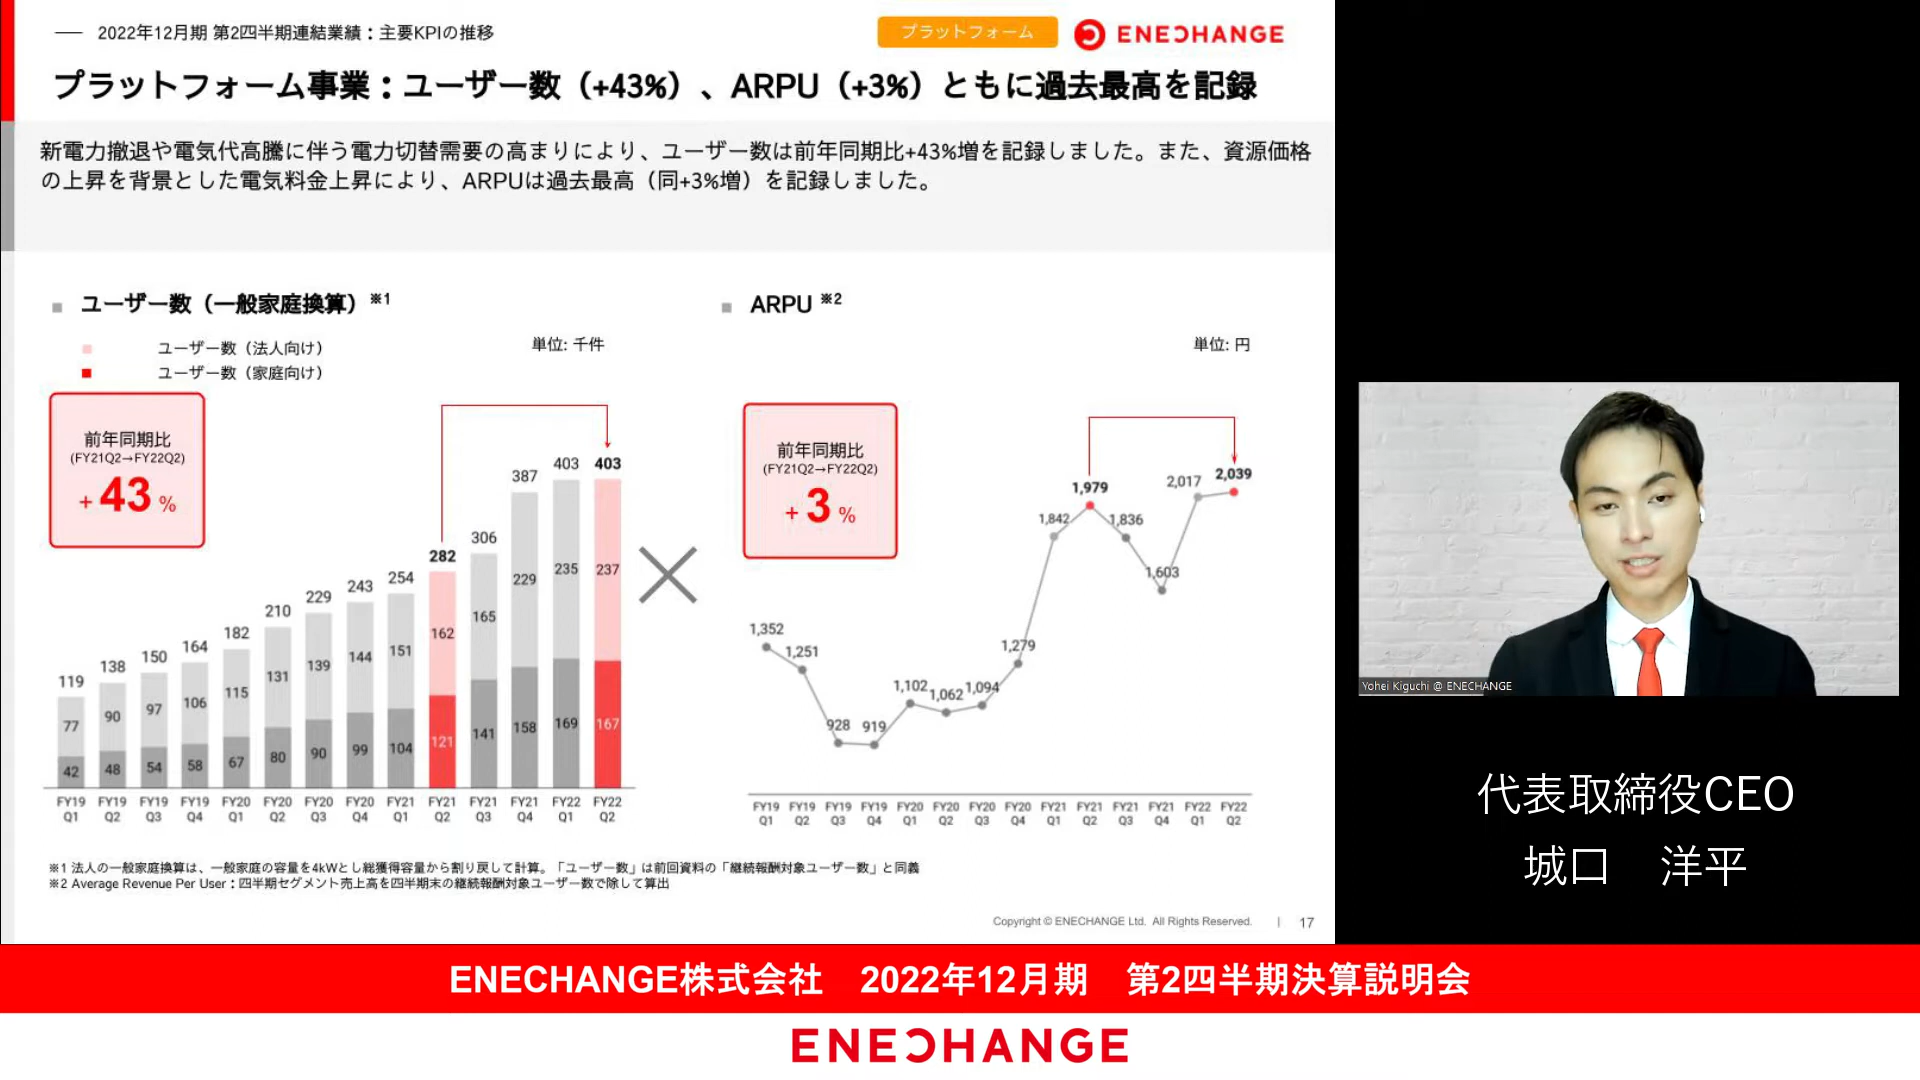 2022年12月期 第2四半期連結業績：主要KPIの推移
プラットフォーム
ENECHANGE
プラットフォーム事業：ユーザー数（+43%）、ARPU（+3%）ともに過去最高を記録
新電力撤退や電気代高騰に伴う電力切替需要の高まりにより、ユーザー数は前年同期比+43%増を記録しました。また、資源価格
の上昇を背景とした電気料金上昇により、ARPUは過去最高（同+3%増）を記録しました。
ユーザー数（一般家庭換算）※1
ユーザー数（法人向け）
単位: 千件
ユーザー数（家庭向け）
前年同期比
(FY21Q2→FY22Q2)
+ 43 %
119 138 150 164 182 210 229 243 254 282 306 387 403 403
77 90 97 106 115 131 139 144 151 162 165 229 235 237
42 48 54 58 67 80 90 99 104 121 141 158 169 167
FY19 FY19 FY19 FY19 FY20 FY20 FY20 FY20 FY21 FY21 FY21 FY21 FY22 FY22
Q1 Q2 Q3 Q4 Q1 Q2 Q3 Q4 Q1 Q2 Q3 Q4 Q1 Q2
ARPU ※2
単位: 円
前年同期比
(FY21Q2→FY22Q2)
+ 3 %
1,352 1,251 928 919 1,102 1,062 1,094 1,279 1,842 1,979 1,836 1,603 2,017 2,039
FY19 FY19 FY19 FY19 FY20 FY20 FY20 FY20 FY21 FY21 FY21 FY21 FY22 FY22
Q1 Q2 Q3 Q4 Q1 Q2 Q3 Q4 Q1 Q2 Q3 Q4 Q1 Q2
※1 法人の一般家庭換算は、一般家庭の容量を4kWとし総獲得容量から割り戻して計算。「ユーザー数」は前回資料の「継続報酬対象ユーザー数」と同義
※2 Average Revenue Per User：四半期セグメント売上高を四半期末の継続報酬対象ユーザー数で除して算出
Copyright © ENECHANGE Ltd. All Rights Reserved. | 17
Yohei Kiguchi @ ENECHANGE
代表取締役CEO
城口 洋平
ENECHANGE株式会社 2022年12月期 第2四半期決算説明会
ENECHANGE